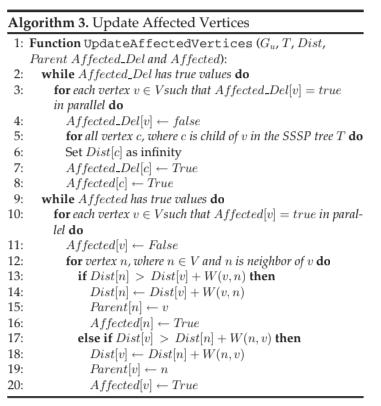 Algorithm 3. Update Affected Vertices
1: Function UpdateAffectedVertices (Gu, T, Dist,
Parent Affected_Del and Affected):
2: while Affected_Del has true values do
3: for each vertex v ∈ Vsuch that Affected_Del[v] = true
in parallel do
4: Affected_Del[v] ← false
5: for all vertex c, where c is child of v in the SSSP tree T do
6: Set Dist[c] as infinity
7: Affected_Del[c] ← True
8: Affected[c] ← True
9: while Affected has true values do
10: for each vertex v ∈ Vsuch that Affected[v] = true in paral-
lel do
11: Affected[v] ← False
12: for vertex n, where n ∈ V and n is neighbor of v do
13: if Dist[n] > Dist[v] + W(v, n) then
14: Dist[n] ← Dist[v] + W(v, n)
15: Parent[n] ← v
16: Affected[n] ← True
17: else if Dist[v] > Dist[n] + W(n, v) then
18: Dist[v] ← Dist[n] + W(n, v)
19: Parent[v] ← n
20: Affected[v] ← True